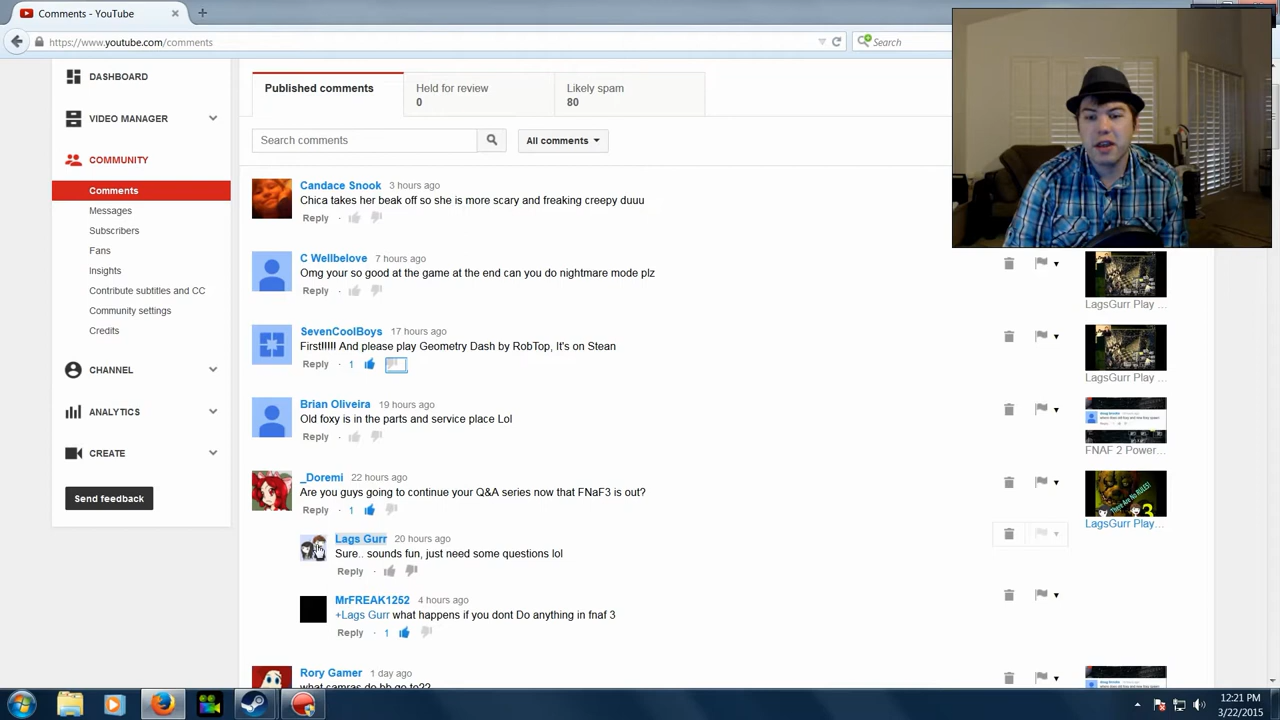 Comments - YouTube
https://www.youtube.com/comments
Search
DASHBOARD
VIDEO MANAGER
COMMUNITY
Comments
Messages
Subscribers
Fans
Insights
Contribute subtitles and CC
Community settings
Credits
CHANNEL
ANALYTICS
CREATE
Send feedback
Published comments
Held for review
0
Likely spam
80
Search comments
All comments
Candace Snook 3 hours ago
Chica takes her beak off so she is more scary and freaking creepy duuu
Reply
C Wellbelove 7 hours ago
Omg your so good at the game at the end can you do nightmare mode plz
Reply
LagsGurr Play ...
SevenCoolBoys 17 hours ago
First!!!!! And please play Geometry Dash by RobTop, It's on Stean
Reply · 1
LagsGurr Play ...
Brian Oliveira 19 hours ago
Old foxy is in the parts and serve place Lol
Reply
FNAF 2 Power...
_Doremi 22 hours ago
Are you guys going to continue your Q&A series now that FNaF3 is out?
Reply · 1
They Are No RULES!
3
LagsGurr Play...
Lags Gurr 20 hours ago
Sure.. sounds fun, just need some questions lol
Reply
MrFREAK1252 4 hours ago
+Lags Gurr what happens if you dont Do anything in fnaf 3
Reply · 1
Rory Gamer 1 day ago
12:21 PM
3/22/2015